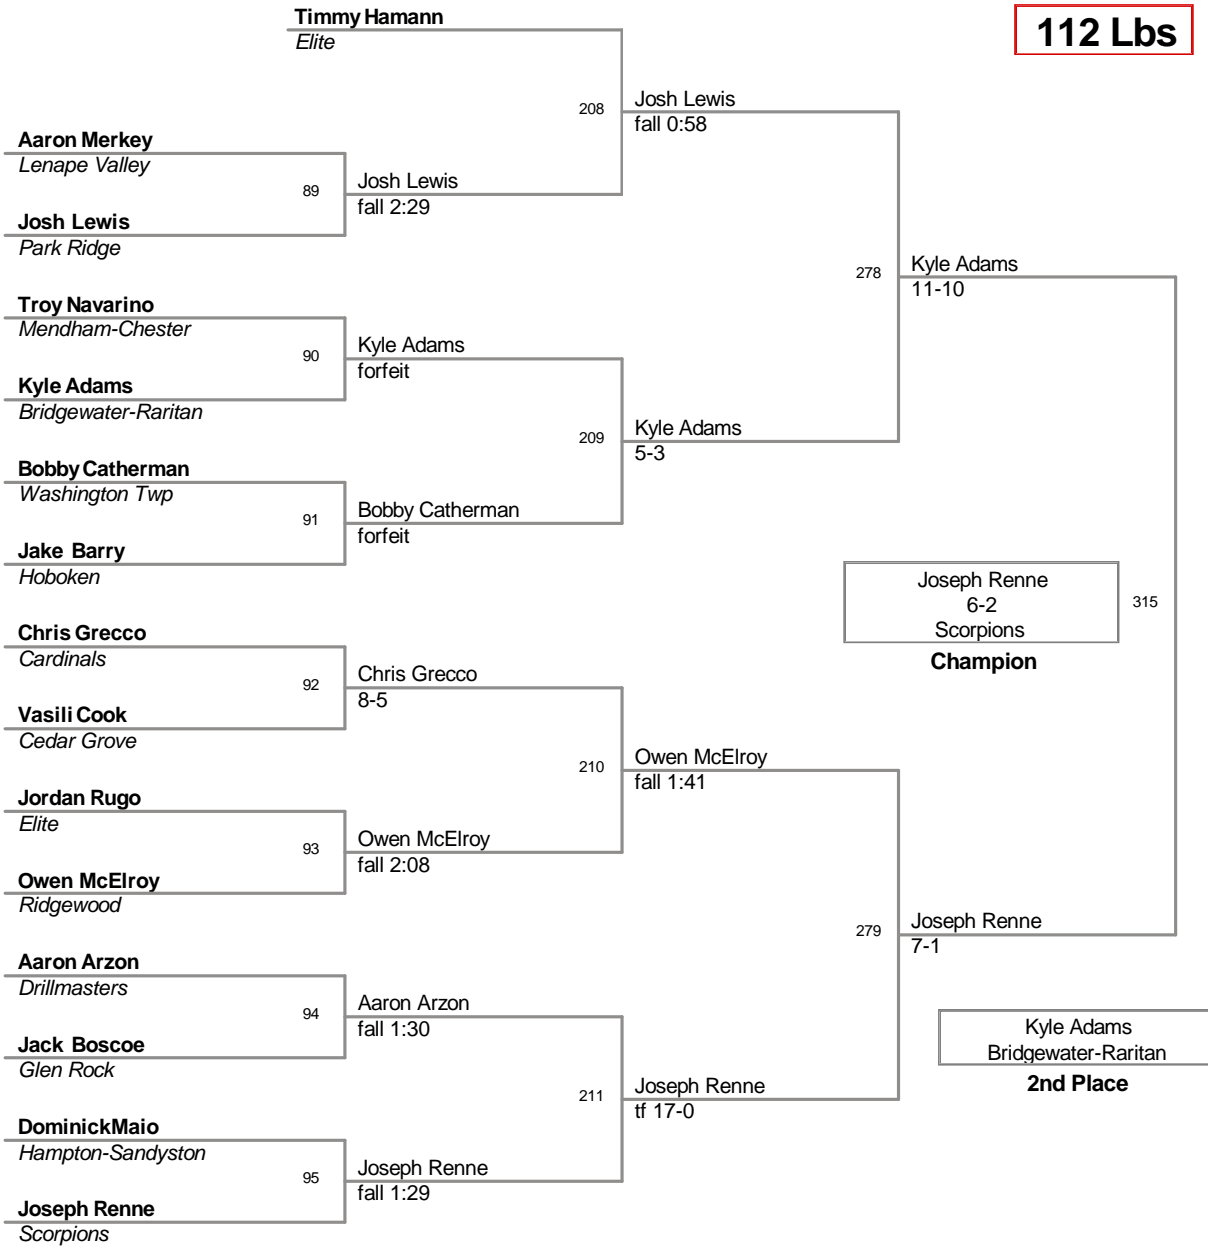 Timmy Hamann
Elite
112 Lbs
208
Josh Lewis
fall 0:58
Aaron Merkey
Lenape Valley
89
Josh Lewis
fall 2:29
Josh Lewis
Park Ridge
278
Kyle Adams
11-10
Troy Navarino
Mendham-Chester
90
Kyle Adams
forfeit
Kyle Adams
Bridgewater-Raritan
209
Kyle Adams
5-3
Bobby Catherman
Washington Twp
91
Bobby Catherman
forfeit
Jake Barry
Hoboken
Joseph Renne
6-2
Scorpions
315
Champion
Chris Grecco
Cardinals
92
Chris Grecco
8-5
Vasili Cook
Cedar Grove
210
Owen McElroy
fall 1:41
Jordan Rugo
Elite
93
Owen McElroy
fall 2:08
Owen McElroy
Ridgewood
279
Joseph Renne
7-1
Aaron Arzon
Drillmasters
94
Aaron Arzon
fall 1:30
Jack Boscoe
Glen Rock
Kyle Adams
Bridgewater-Raritan
2nd Place
211
Joseph Renne
tf 17-0
DominickMaio
Hampton-Sandyston
95
Joseph Renne
fall 1:29
Joseph Renne
Scorpions